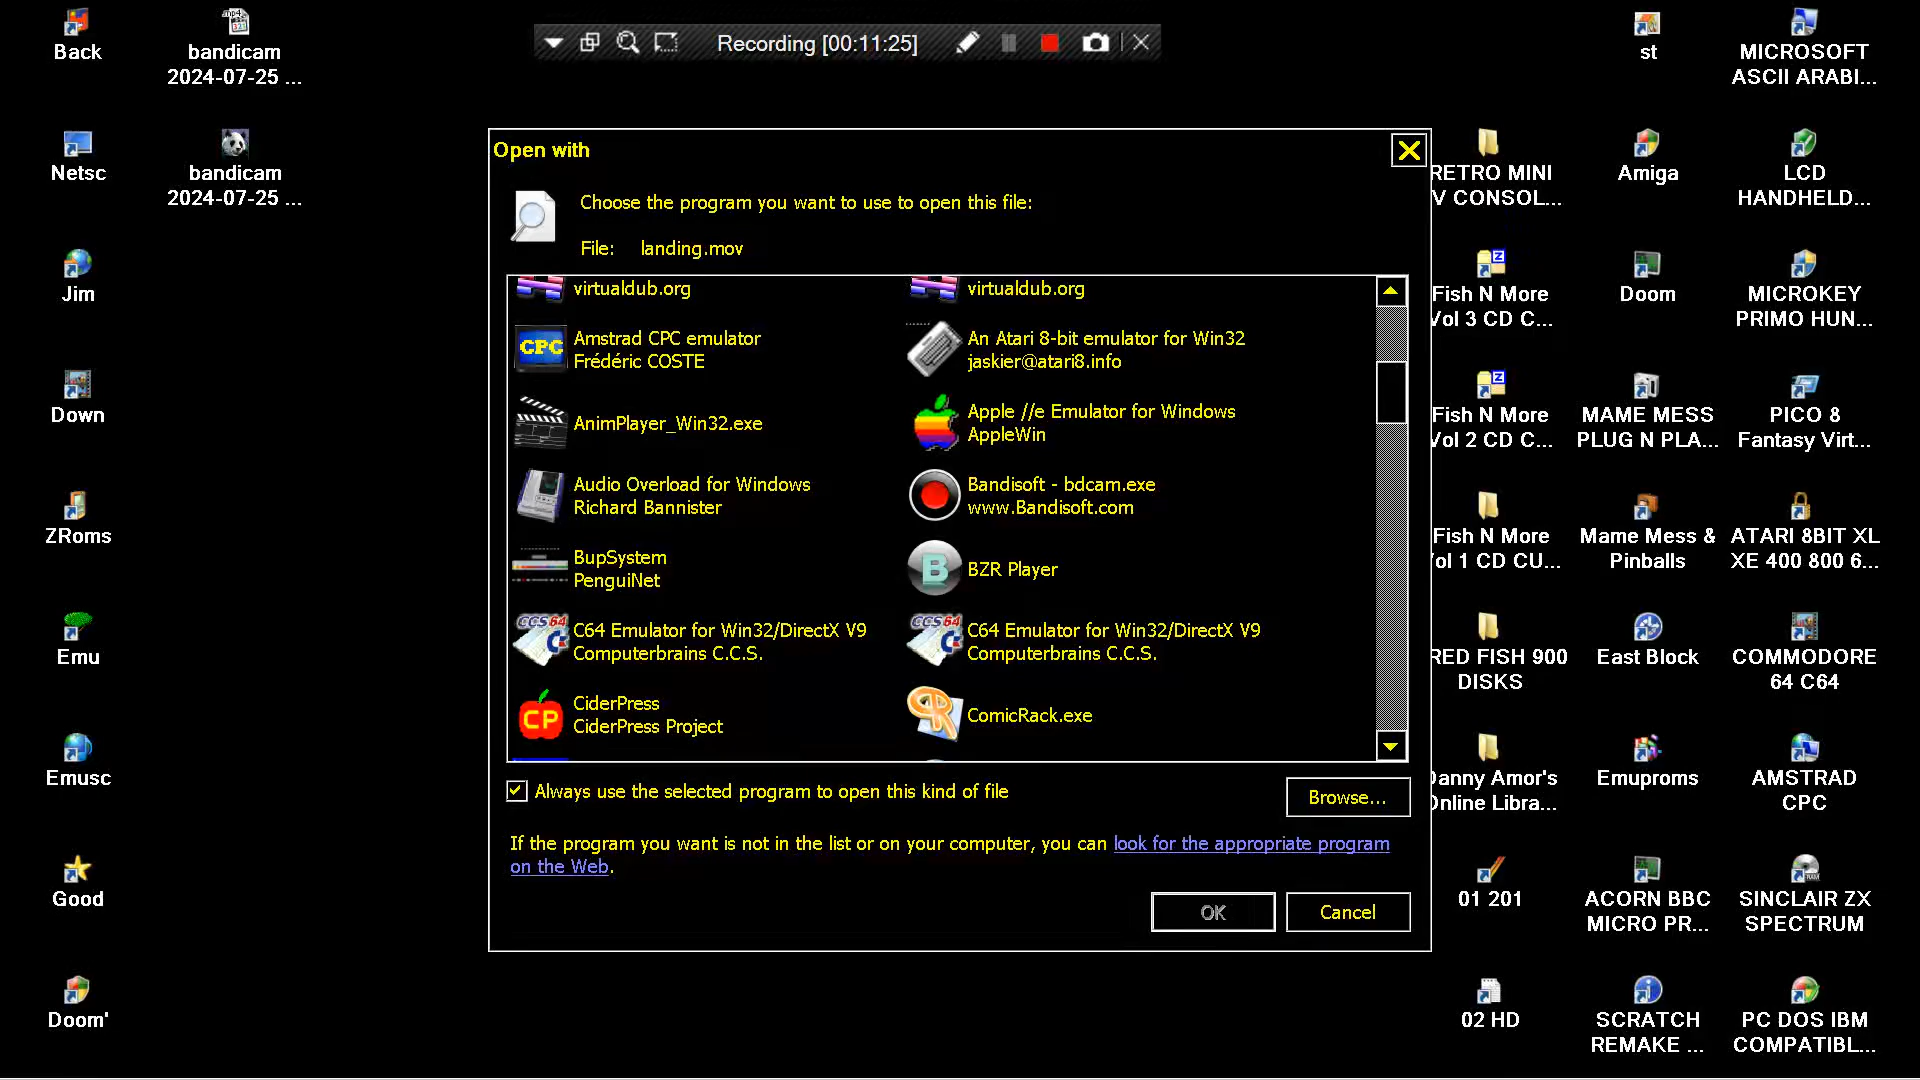 Back
bandicam
2024-07-25 ...
Netsc
bandicam
2024-07-25 ...
Jim
Down
ZRoms
Emu
Emusc
Good
Doom'
Recording [00:11:25]
Open with
Choose the program you want to use to open this file:
File: landing.mov
virtualdub.org
virtualdub.org
CPC
Amstrad CPC emulator
Frédéric COSTE
An Atari 8-bit emulator for Win32
jaskier@atari8.info
AnimPlayer_Win32.exe
Apple //e Emulator for Windows
AppleWin
Audio Overload for Windows
Richard Bannister
Bandisoft - bdcam.exe
www.Bandisoft.com
BupSystem
PenguiNet
B
BZR Player
CCS64
C64 Emulator for Win32/DirectX V9
Computerbrains C.C.S.
CCS64
C64 Emulator for Win32/DirectX V9
Computerbrains C.C.S.
CP
CiderPress
CiderPress Project
ComicRack.exe
Always use the selected program to open this kind of file
Browse...
If the program you want is not in the list or on your computer, you can look for the appropriate program
on the Web.
OK
Cancel
RETRO MINI
V CONSOL...
Fish N More
Vol 3 CD C...
Fish N More
Vol 2 CD C...
Fish N More
ol 1 CD CU...
RED FISH 900
DISKS
Danny Amor's
Online Libra...
01 201
02 HD
st
Amiga
Doom
MAME MESS
PLUG N PLA...
Mame Mess &
Pinballs
East Block
Emuproms
ACORN BBC
MICRO PR...
SCRATCH
REMAKE ...
MICROSOFT
ASCII ARABI...
LCD
HANDHELD...
MICROKEY
PRIMO HUN...
PICO 8
Fantasy Virt...
ATARI 8BIT XL
XE 400 800 6...
COMMODORE
64 C64
AMSTRAD
CPC
SINCLAIR ZX
SPECTRUM
PC DOS IBM
COMPATIBL...